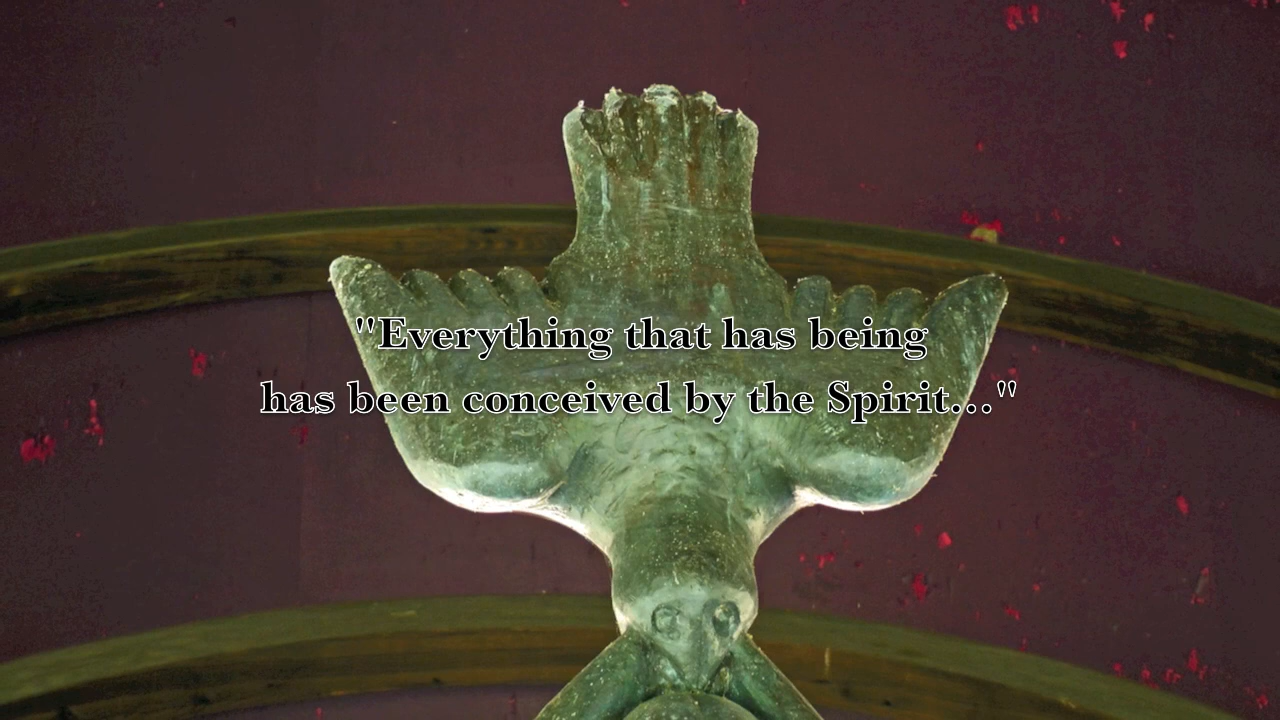 "Everything that has being
has been conceived by the Spirit..."